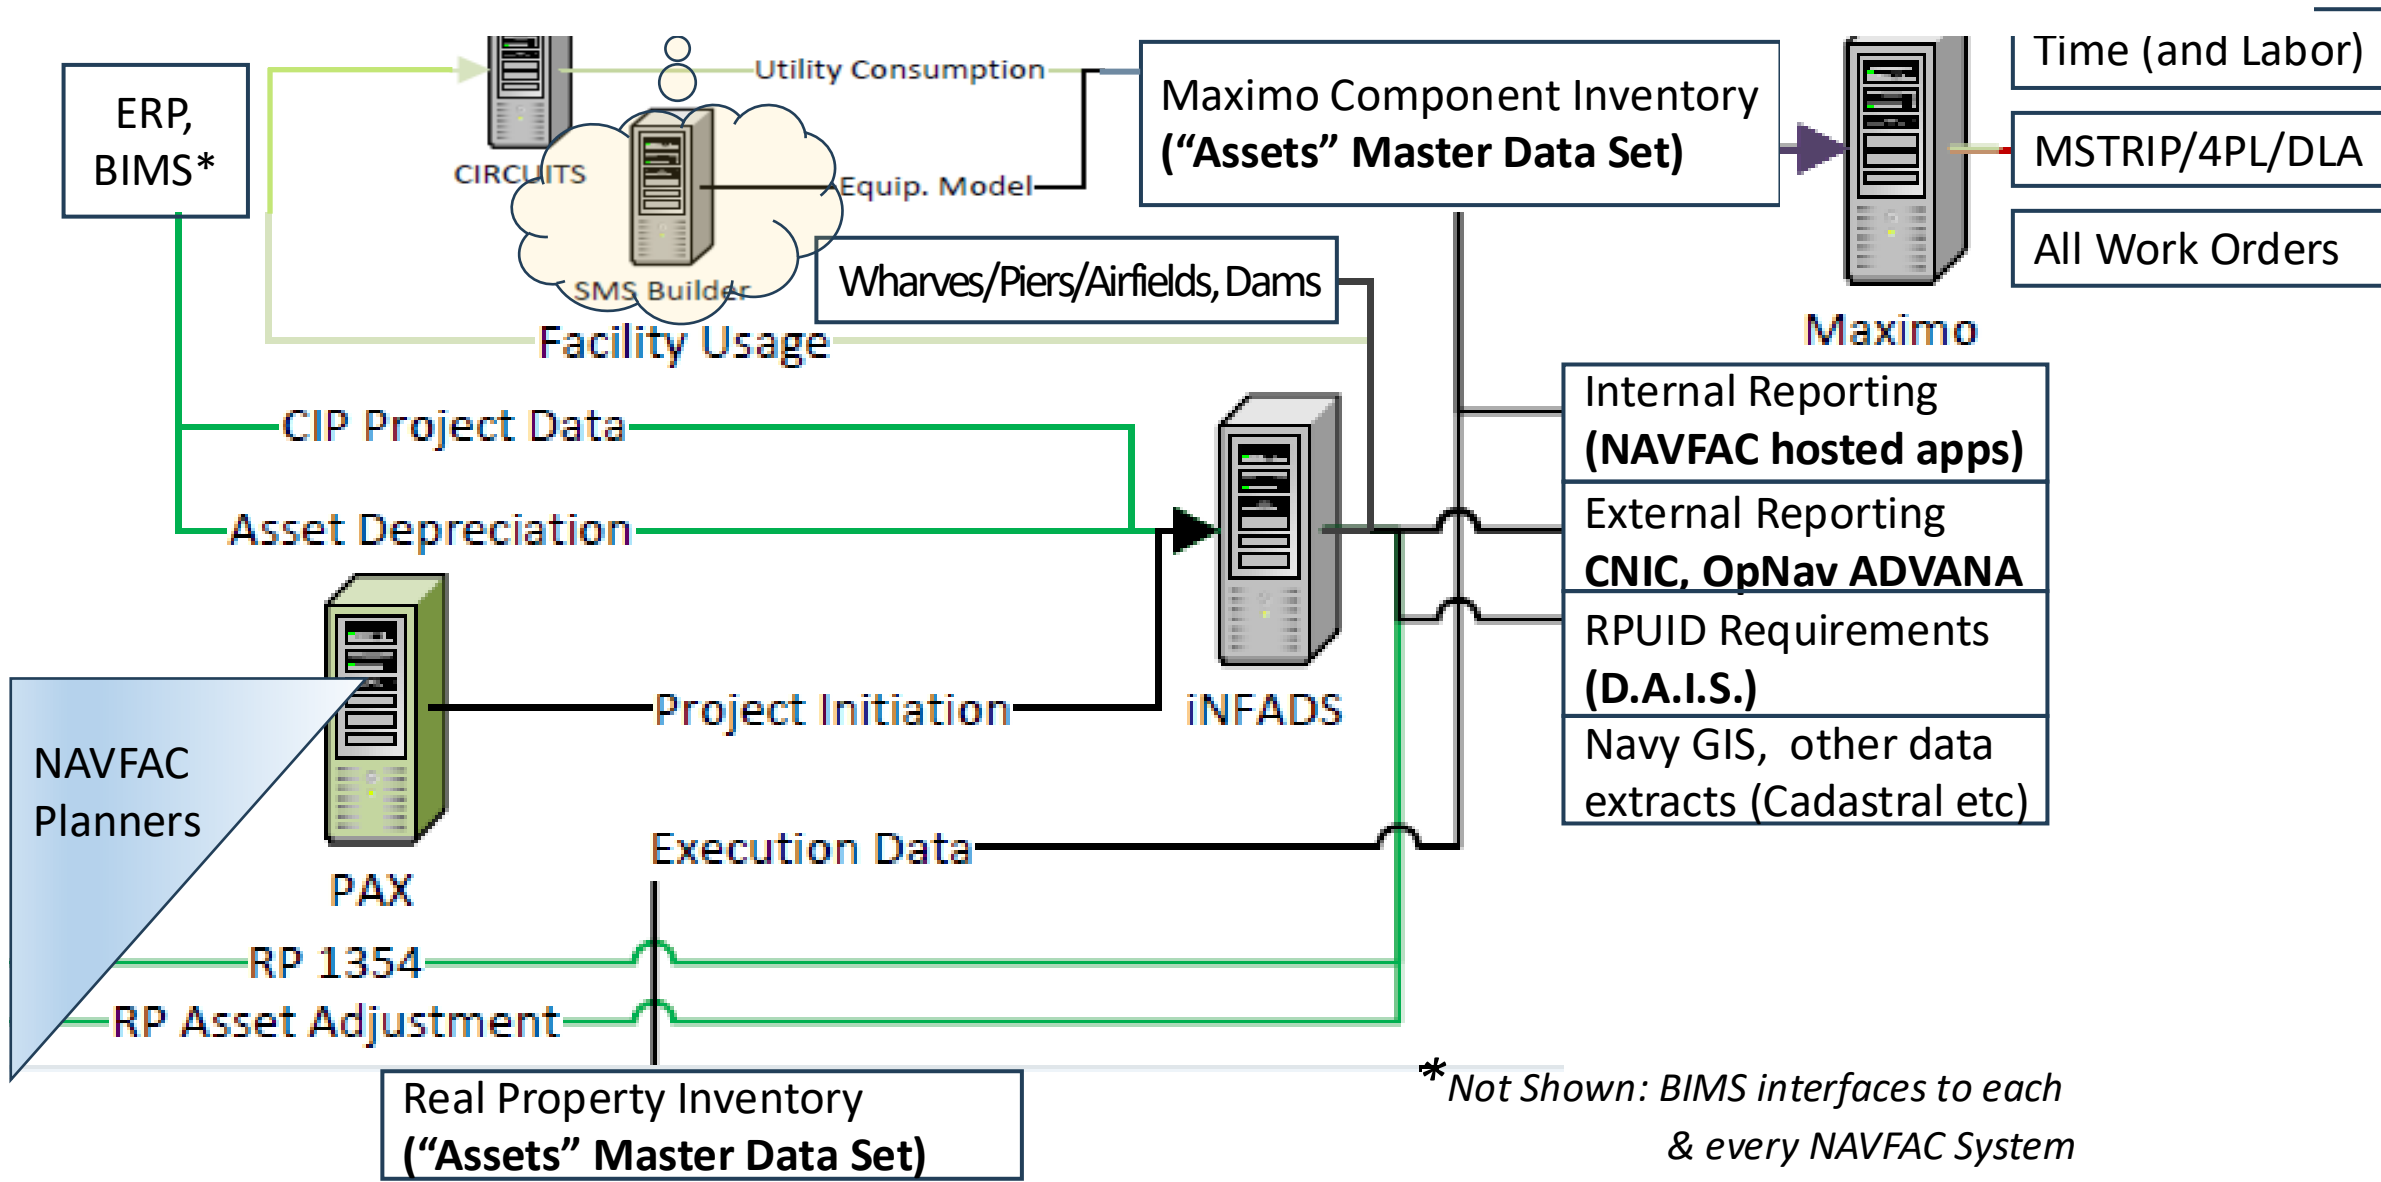 Time (and Labor)
ERP,
BIMS*
Utility Consumption
Maximo Component Inventory
(“Assets” Master Data Set)
MSTRIP/4PL/DLA
CIRCUITS
Equip. Model
All Work Orders
SMS Builder
Wharves/Piers/Airfields, Dams
Facility Usage
Maximo
CIP Project Data
Internal Reporting
(NAVFAC hosted apps)
Asset Depreciation
External Reporting
CNIC, OpNav ADVANA
RPUID Requirements
(D.A.I.S.)
Project Initiation
iNFADS
NAVFAC
Planners
Navy GIS,  other data
extracts (Cadastral etc)
Execution Data
PAX
RP 1354
RP Asset Adjustment
Real Property Inventory
(“Assets” Master Data Set)
*Not Shown: BIMS interfaces to each
& every NAVFAC System